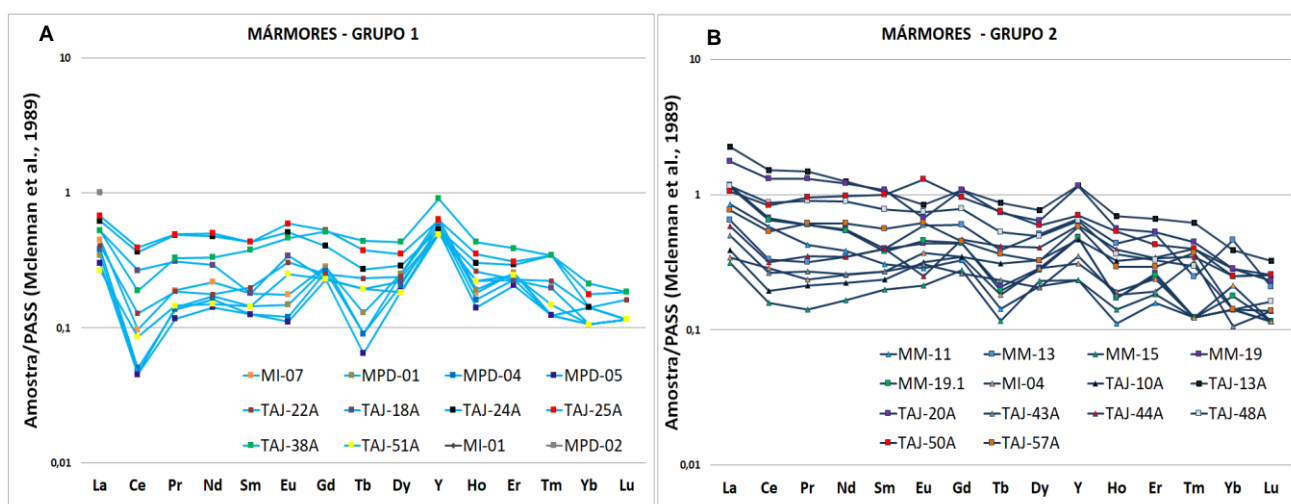 A
MÁRMORES - GRUPO 1
Amostra/PASS (Mclennan et al., 1989)
10
1
0,1
0,01
MI-07 MPD-01 MPD-04 MPD-05
TAJ-22A TAJ-18A TAJ-24A TAJ-25A
TAJ-38A TAJ-51A MI-01 MPD-02
La Ce Pr Nd Sm Eu Gd Tb Dy Y Ho Er Tm Yb Lu
B
MÁRMORES - GRUPO 2
Amostra/PASS (Mclennan et al., 1989)
10
1
0,1
0,01
MM-11 MM-13 MM-15 MM-19
MM-19.1 MI-04 TAJ-10A TAJ-13A
TAJ-20A TAJ-43A TAJ-44A TAJ-48A
TAJ-50A TAJ-57A
La Ce Pr Nd Sm Eu Gd Tb Dy Y Ho Er Tm Yb Lu